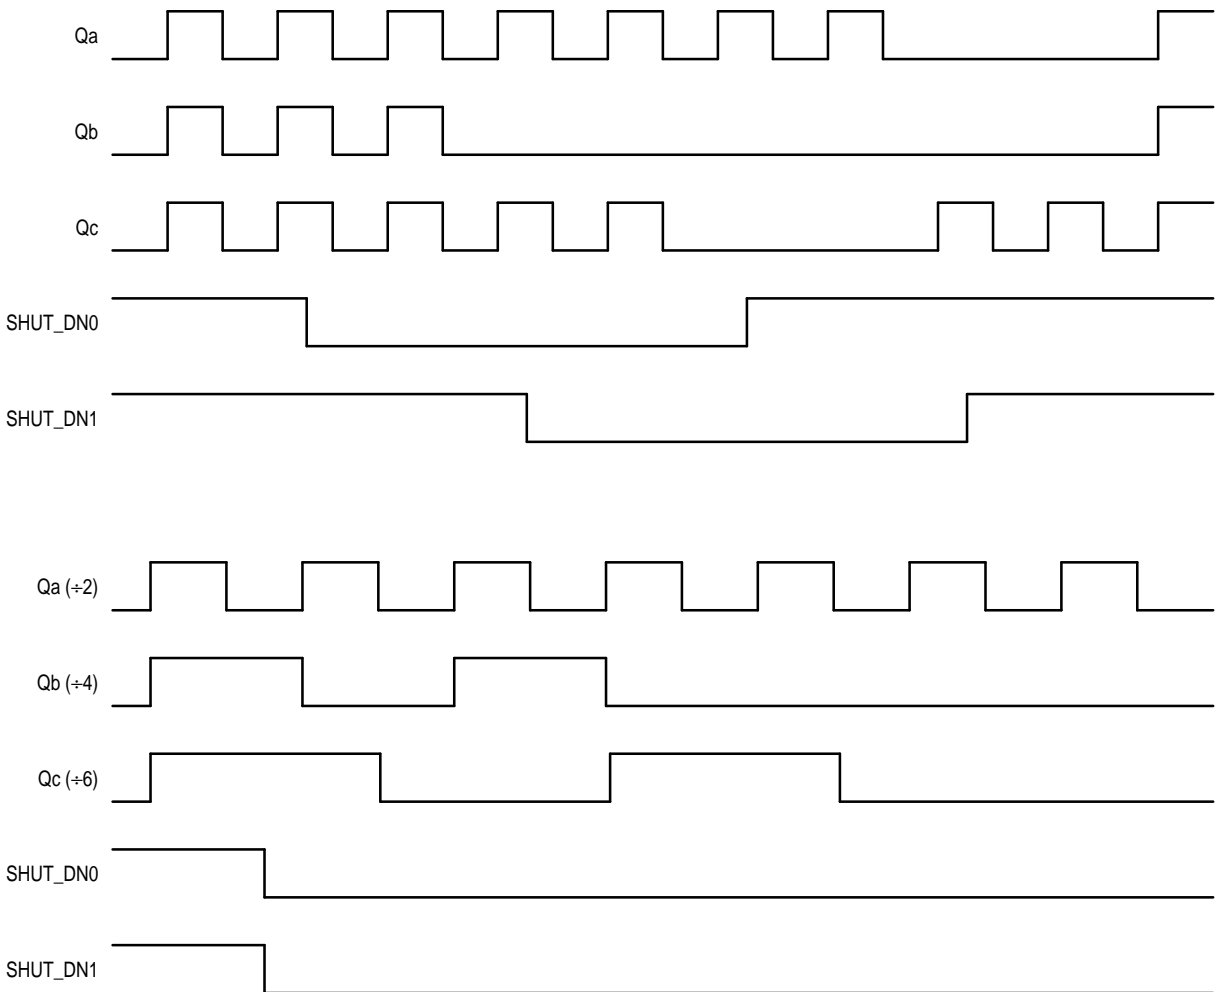 Qa
Qb
Qc
SHUT_DN0
SHUT_DN1
Qa (÷2)
Qb (÷4)
Qc (÷6)
SHUT_DN0
SHUT_DN1